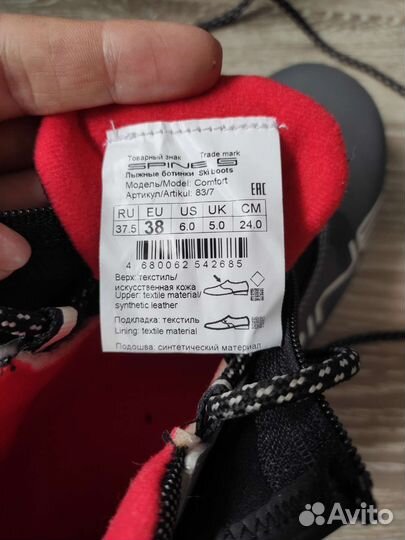 Товарный знак Trade mark
SPINE S
Лыжные ботинки Ski boots
Модель/Model: Comfort
Артикул/Artikul: 83/7
EAC
RU EU US UK CM
37.5 38 6.0 5.0 24.0
4 680062 542685
Верх: текстиль/
искусственная кожа
Upper: textile material/
synthetic leather
Подкладка: текстиль
Lining: textile material
Подошва: синтетический материал
Avito